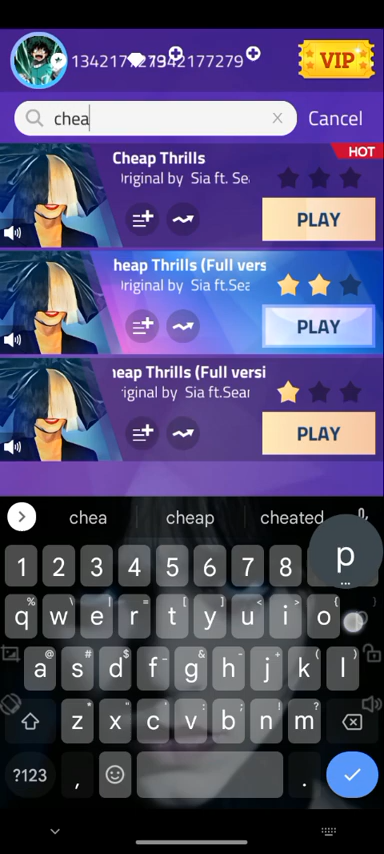 VIP
chea
Cancel
HOT
Cheap Thrills
riginal by Sia ft. Se
PLAY
heap Thrills (Full vers
riginal by Sia ft.Sea
PLAY
eap Thrills (Full versi
iginal by Sia ft.Sear
PLAY
chea cheap cheated
p
...
1 2 3 4 5 6 7 8
q w e r t y u i o
a s d f g h j k l
z x c v b n m
?123 , .